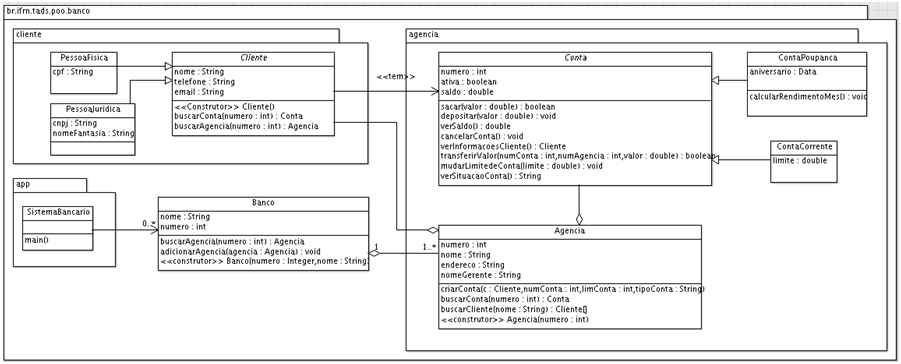 br.ifrn.tads.poo.banco
cliente
PessoaFisica
cpf : String
PessoaJuridica
cnpj : String
nomeFantasia : String
Cliente
nome : String
telefone : String
email : String
<<Construtor>> Cliente()
buscarConta(numero : int) : Conta
buscarAgencia(numero : int) : Agencia
<<tem>>
agencia
Conta
numero : int
ativa : boolean
saldo : double
sacar(valor : double) : boolean
depositar(valor : double) : void
verSaldo() : double
cancelarConta() : void
verInformacoesCliente() : Cliente
transferirValor(numConta : int,numAgencia : int,valor : double) : boolean
mudarLimitedeConta(limite : double) : void
verSituacaoConta() : String
ContaPoupanca
aniversario : Data
calcularRendimentoMes() : void
ContaCorrente
limite : double
app
SistemaBancario
main()
0..*
Banco
nome : String
numero : int
buscarAgencia(numero : int) : Agencia
adicionarAgencia(agencia : Agencia) : void
<<construtor>> Banco(numero : Integer,nome : String)
1
1..*
Agencia
numero : int
nome : String
endereco : String
nomeGerente : String
criarConta(c : Cliente,numConta : int,limConta : int,tipoConta : String)
buscarConta(numero : int) : Conta
buscarCliente(nome : String) : Cliente[]
<<construtor>> Agencia(numero : int)